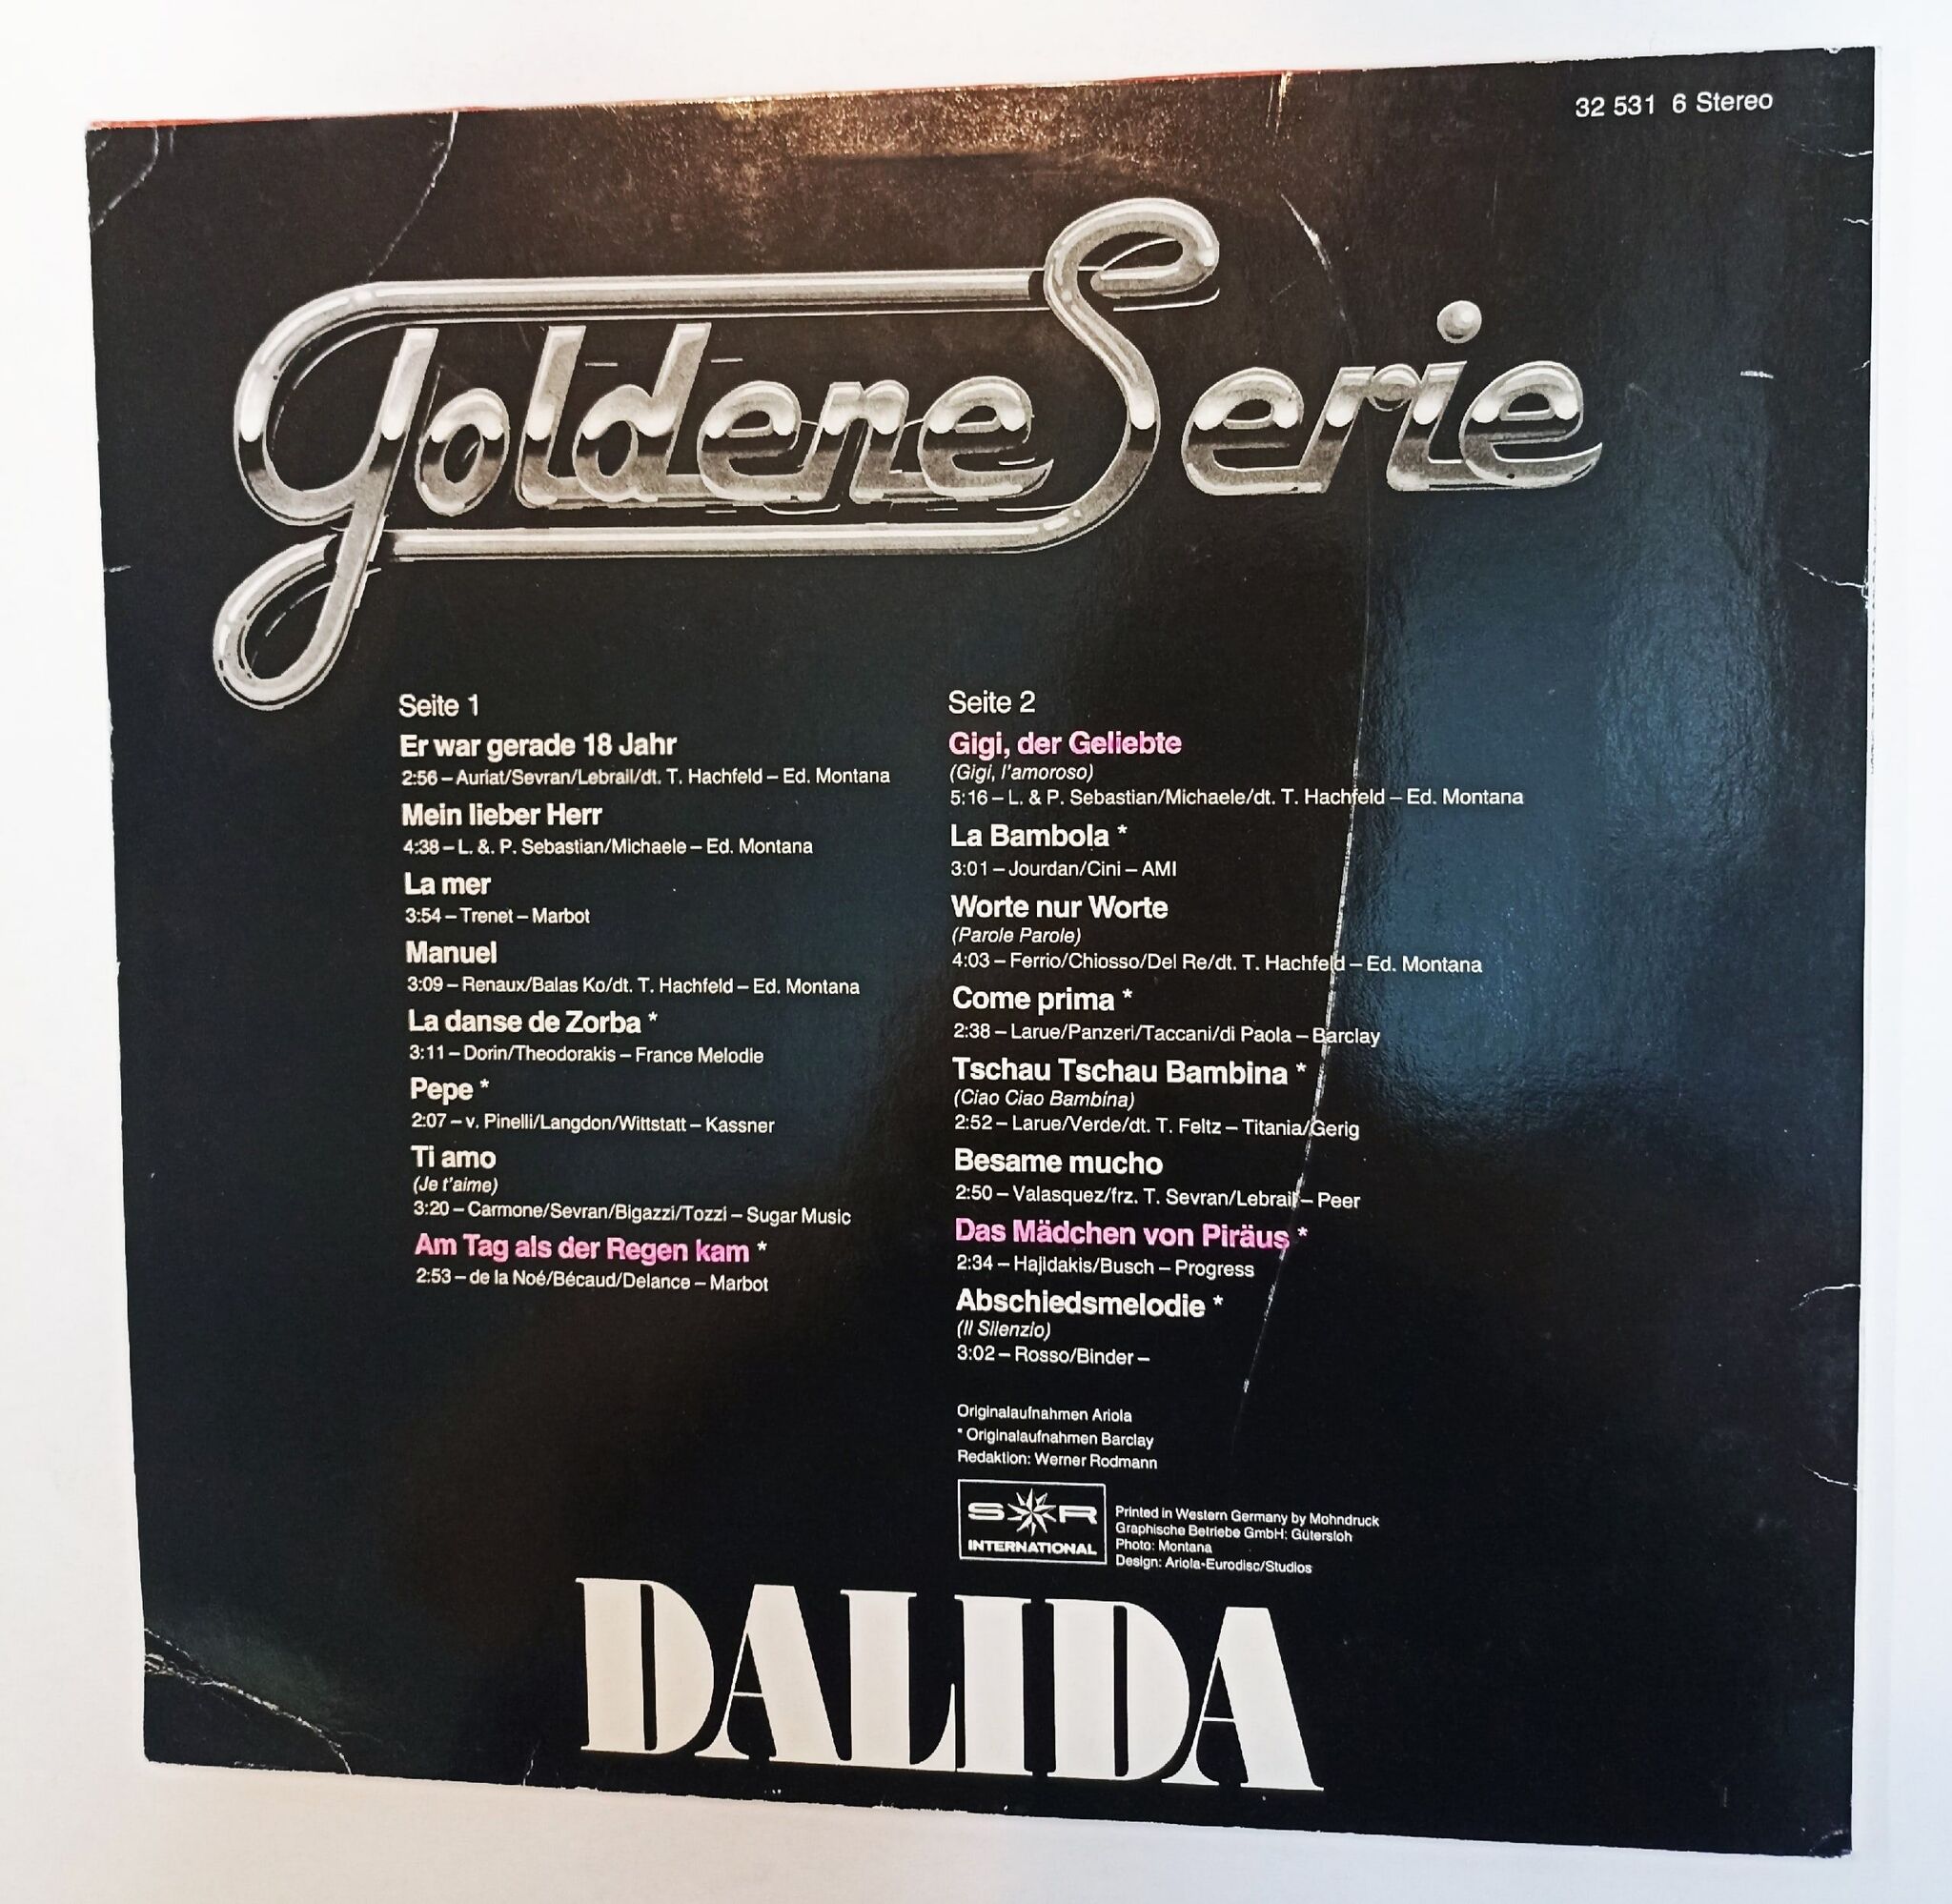 32 531 6 Stereo
Goldene Serie
Seite 1
Er war gerade 18 Jahr
2:56 – Auriat/Sevran/Lebrail/dt. T. Hachfeld – Ed. Montana
Mein lieber Herr
4:38 – L. &. P. Sebastian/Michaele – Ed. Montana
La mer
3:54 – Trenet – Marbot
Manuel
3:09 – Renaux/Balas Ko/dt. T. Hachfeld – Ed. Montana
La danse de Zorba *
3:11 – Dorin/Theodorakis – France Melodie
Pepe *
2:07 – v. Pinelli/Langdon/Wittstatt – Kassner
Ti amo
(Je t'aime)
3:20 – Carmone/Sevran/Bigazzi/Tozzi – Sugar Music
Am Tag als der Regen kam *
2:53 – de la Noé/Bécaud/Delance – Marbot
Seite 2
Gigi, der Geliebte
(Gigi, l'amoroso)
5:16 – L. & P. Sebastian/Michaele/dt. T. Hachfeld – Ed. Montana
La Bambola *
3:01 – Jourdan/Cini – AMI
Worte nur Worte
(Parole Parole)
4:03 – Ferrio/Chiosso/Del Re/dt. T. Hachfeld – Ed. Montana
Come prima *
2:38 – Larue/Panzeri/Taccani/di Paola – Barclay
Tschau Tschau Bambina *
(Ciao Ciao Bambina)
2:52 – Larue/Verde/dt. T. Feltz – Titania/Gerig
Besame mucho
2:50 – Valasquez/frz. T. Sevran/Lebrail – Peer
Das Mädchen von Piräus *
2:34 – Hajidakis/Busch – Progress
Abschiedsmelodie *
(Il Silenzio)
3:02 – Rosso/Binder –
Originalaufnahmen Ariola
* Originalaufnahmen Barclay
Redaktion: Werner Rodmann
S R
INTERNATIONAL
Printed in Western Germany by Mohndruck
Graphische Betriebe GmbH: Gütersloh
Photo: Montana
Design: Ariola-Eurodisc/Studios
DALIDA